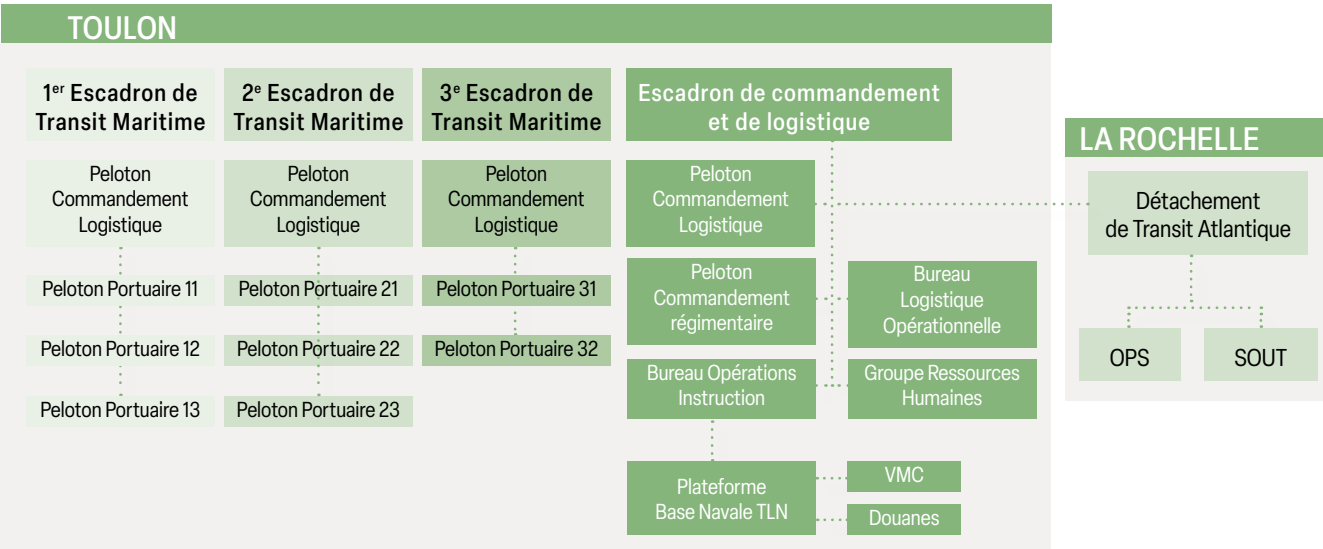 TOULON
1er Escadron de
Transit Maritime
Peloton
Commandement
Logistique
Peloton Portuaire 11
Peloton Portuaire 12
Peloton Portuaire 13
2e Escadron de
Transit Maritime
Peloton
Commandement
Logistique
Peloton Portuaire 21
Peloton Portuaire 22
Peloton Portuaire 23
3e Escadron de
Transit Maritime
Peloton
Commandement
Logistique
Peloton Portuaire 31
Peloton Portuaire 32
Escadron de commandement
et de logistique
Peloton
Commandement
Logistique
Peloton
Commandement
régimentaire
Bureau
Logistique
Opérationnelle
Bureau Opérations
Instruction
Groupe Ressources
Humaines
Plateforme
Base Navale TLN
VMC
Douanes
LA ROCHELLE
Détachement
de Transit Atlantique
OPS
SOUT